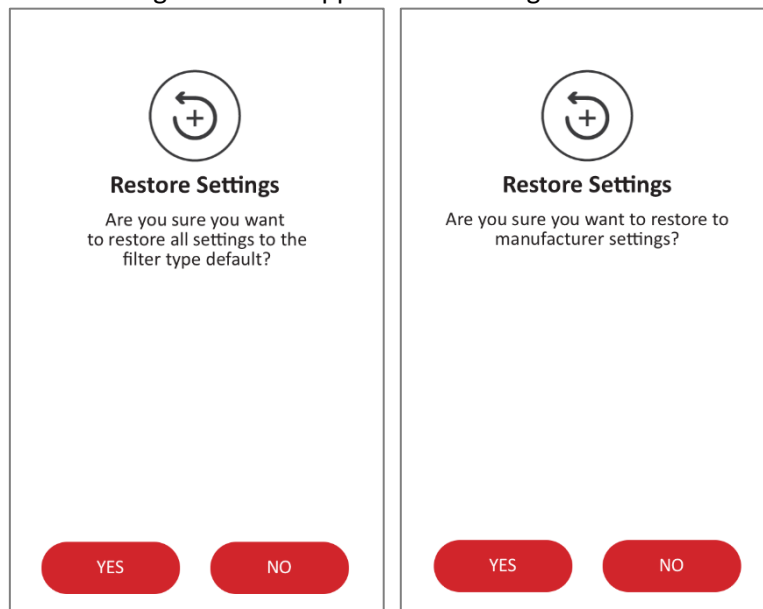 Restore Settings
Are you sure you want
to restore all settings to the
filter type default?
YES
NO
Restore Settings
Are you sure you want to restore to
manufacturer settings?
YES
NO